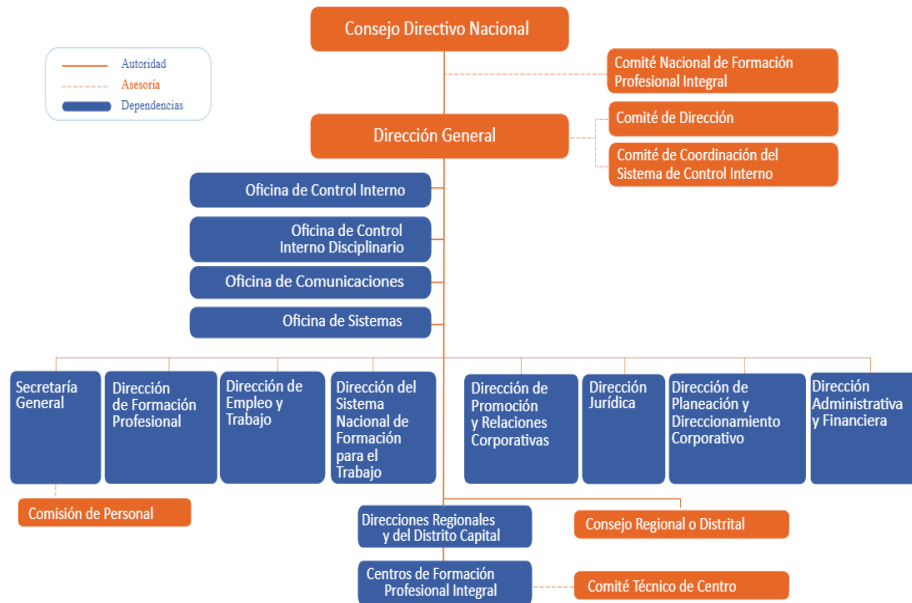 Consejo Directivo Nacional
Autoridad
Asesoría
Dependencias
Comité Nacional de Formación
Profesional Integral
Dirección General
Comité de Dirección
Comité de Coordinación del
Sistema de Control Interno
Oficina de Control Interno
Oficina de Control
Interno Disciplinario
Oficina de Comunicaciones
Oficina de Sistemas
Secretaría
General
Dirección
de Formación
Profesional
Dirección de
Empleo y
Trabajo
Dirección del
Sistema
Nacional de
Formación
para el
Trabajo
Dirección de
Promoción
y Relaciones
Corporativas
Dirección
Jurídica
Dirección de
Planeación y
Direccionamiento
Corporativo
Dirección
Administrativa
y Financiera
Comisión de Personal
Direcciones Regionales
y del Distrito Capital
Consejo Regional o Distrital
Centros de Formación
Profesional Integral
Comité Técnico de Centro